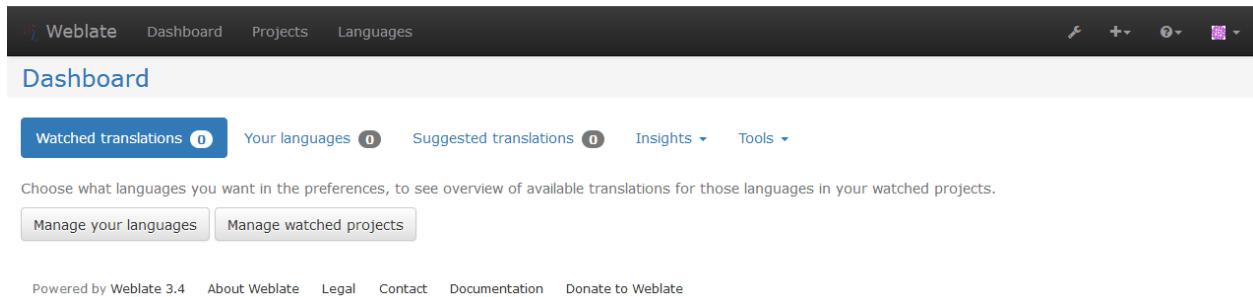 Weblate Dashboard Projects Languages
Dashboard
Watched translations 0 Your languages 0 Suggested translations 0 Insights Tools
Choose what languages you want in the preferences, to see overview of available translations for those languages in your watched projects.
Manage your languages Manage watched projects
Powered by Weblate 3.4 About Weblate Legal Contact Documentation Donate to Weblate